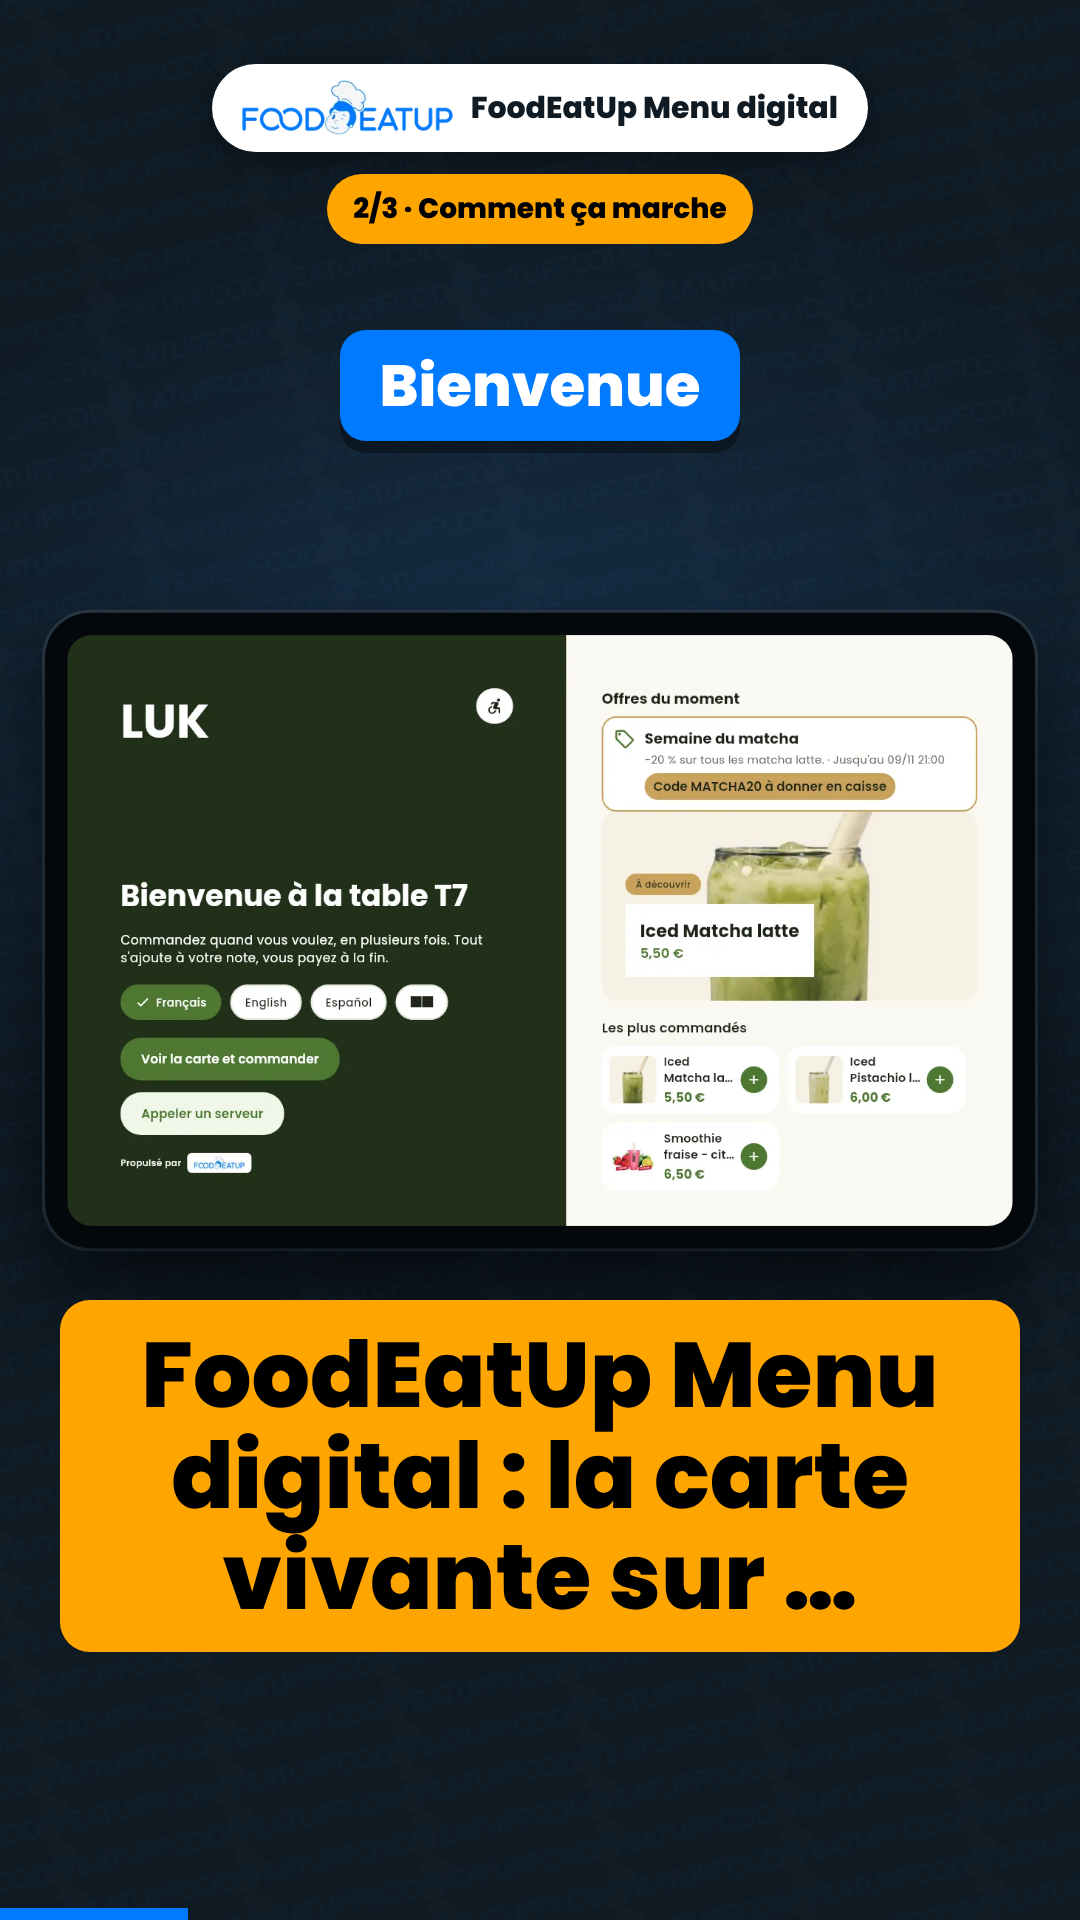 FOODEATUP FoodEatUp Menu digital
2/3 · Comment ça marche
Bienvenue
LUK
Bienvenue à la table T7
Commandez quand vous voulez, en plusieurs fois. Tout
s'ajoute à votre note, vous payez à la fin.
Français English Español
Voir la carte et commander
Appeler un serveur
Propulsé par FOODEATUP
Offres du moment
Semaine du matcha
-20 % sur tous les matcha latte. · Jusqu'au 09/11 21:00
Code MATCHA20 à donner en caisse
À découvrir
Iced Matcha latte
5,50 €
Les plus commandés
Iced
Matcha la...
5,50 €
Iced
Pistachio l...
6,00 €
Smoothie
fraise - cit...
6,50 €
FoodEatUp Menu
digital : la carte
vivante sur ...